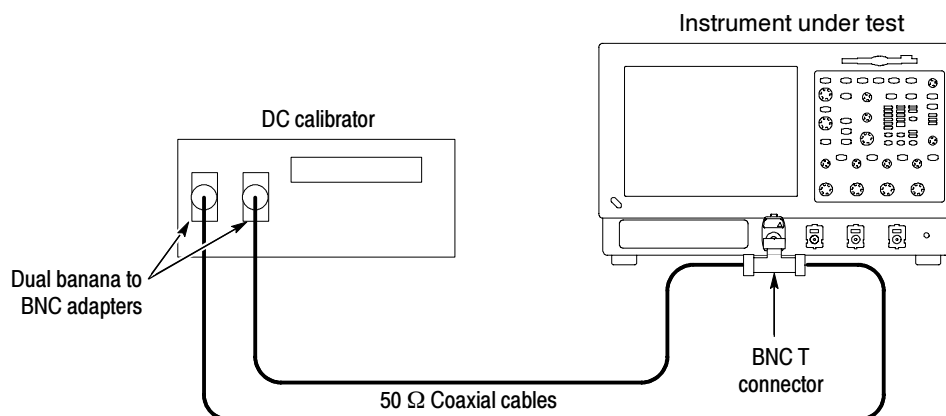 Instrument under test
DC calibrator
Dual banana to
BNC adapters
BNC T
connector
50 Ω Coaxial cables